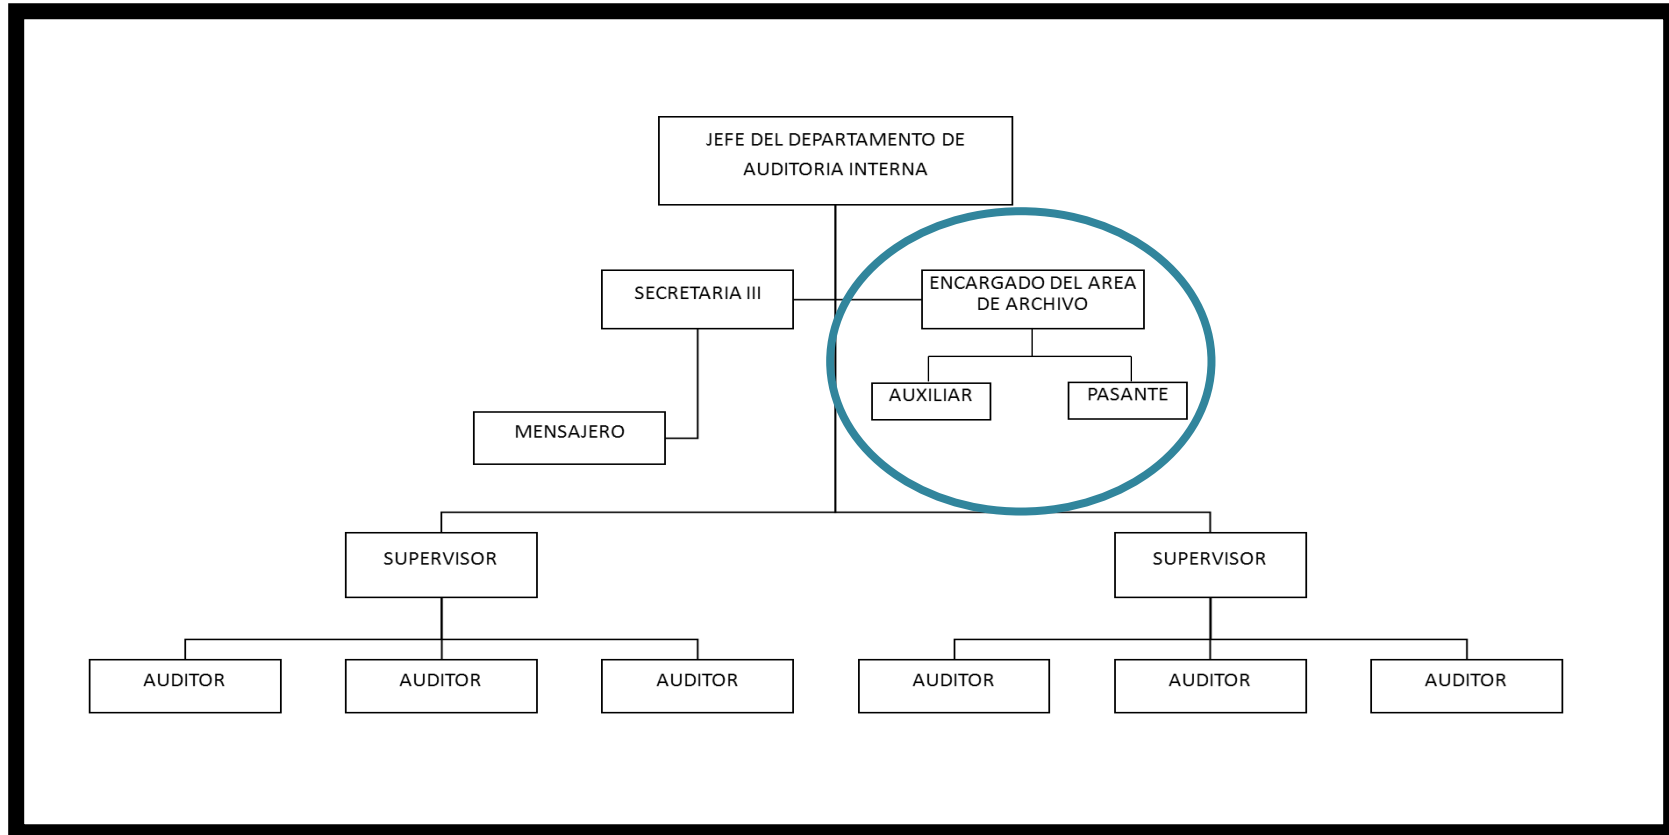 JEFE DEL DEPARTAMENTO DE
AUDITORIA INTERNA
SECRETARIA III
ENCARGADO DEL AREA
DE ARCHIVO
AUXILIAR
PASANTE
MENSAJERO
SUPERVISOR
SUPERVISOR
AUDITOR
AUDITOR
AUDITOR
AUDITOR
AUDITOR
AUDITOR